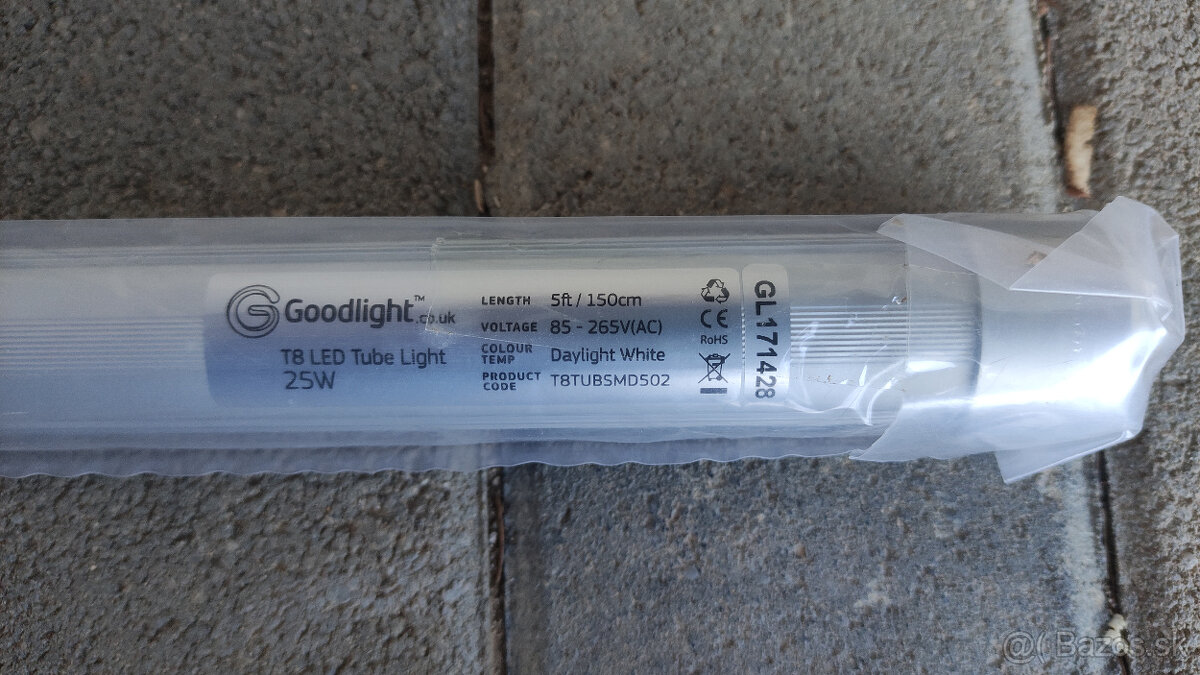 Goodlight™
.co.uk
T8 LED Tube Light
25W
LENGTH 5ft / 150cm
VOLTAGE 85 - 265V(AC)
COLOUR TEMP Daylight White
PRODUCT CODE T8TUBSMD502
CE
RoHS
GL171428
@( Bazos.sk